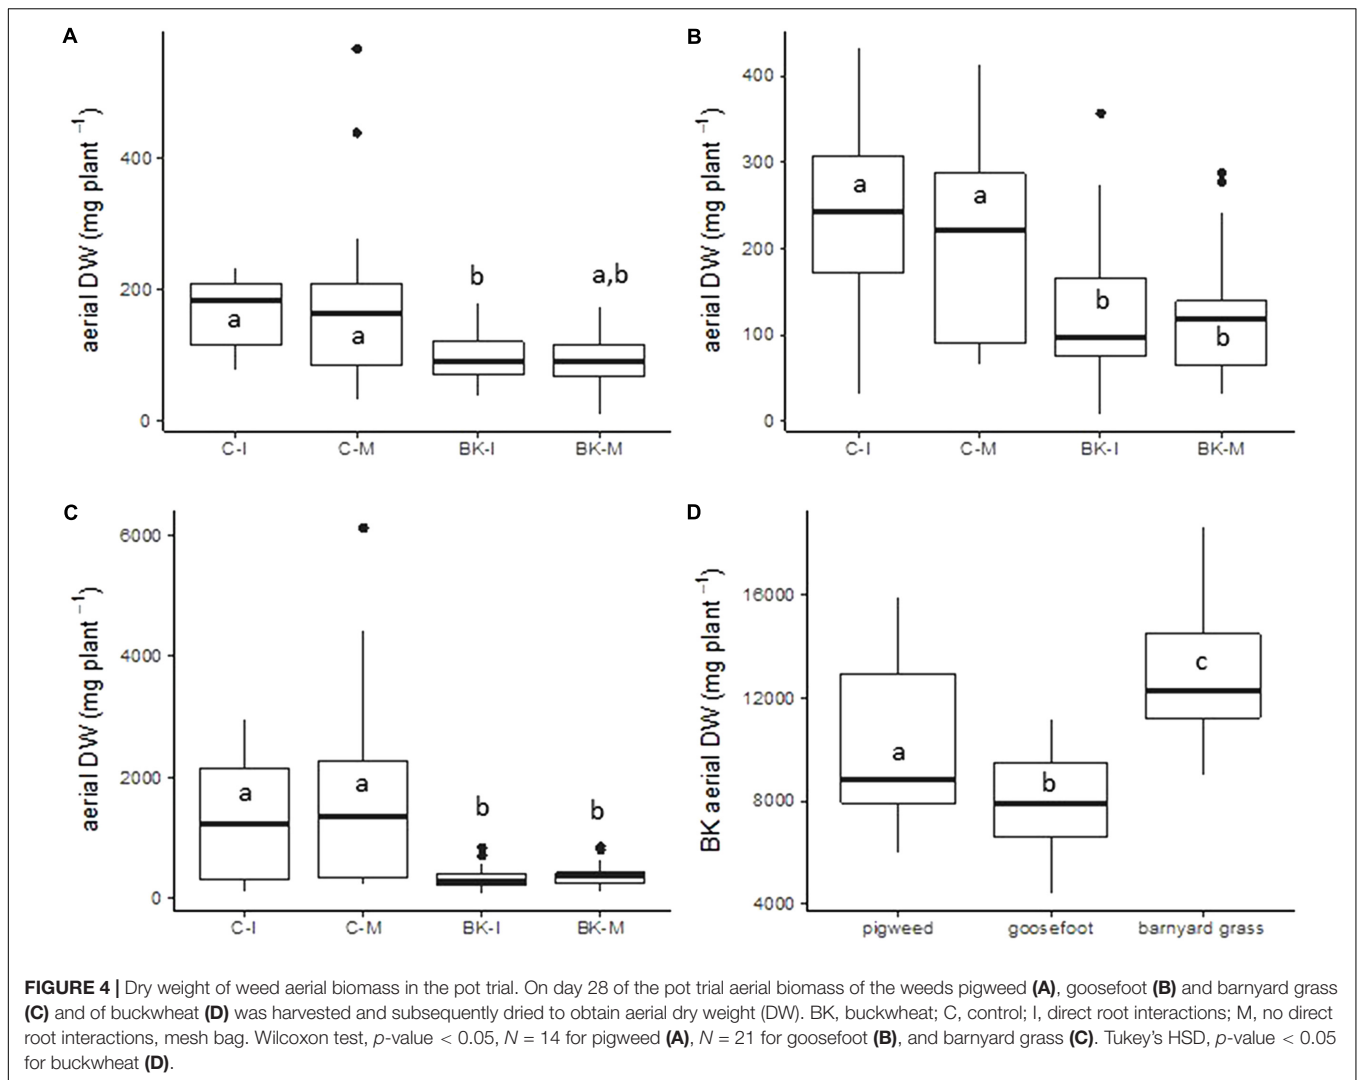 A
aerial DW (mg plant ⁻¹)
400
200
0
a
a
b
a,b
C-I C-M BK-I BK-M
B
aerial DW (mg plant ⁻¹)
400
300
200
100
0
a
a
b
b
C-I C-M BK-I BK-M
C
aerial DW (mg plant ⁻¹)
6000
4000
2000
0
a
a
b
b
C-I C-M BK-I BK-M
D
BK aerial DW (mg plant ⁻¹)
16000
12000
8000
4000
a
b
c
pigweed goosefoot barnyard grass
FIGURE 4 | Dry weight of weed aerial biomass in the pot trial. On day 28 of the pot trial aerial biomass of the weeds pigweed (A), goosefoot (B) and barnyard grass
(C) and of buckwheat (D) was harvested and subsequently dried to obtain aerial dry weight (DW). BK, buckwheat; C, control; I, direct root interactions; M, no direct
root interactions, mesh bag. Wilcoxon test, p-value < 0.05, N = 14 for pigweed (A), N = 21 for goosefoot (B), and barnyard grass (C). Tukey's HSD, p-value < 0.05
for buckwheat (D).